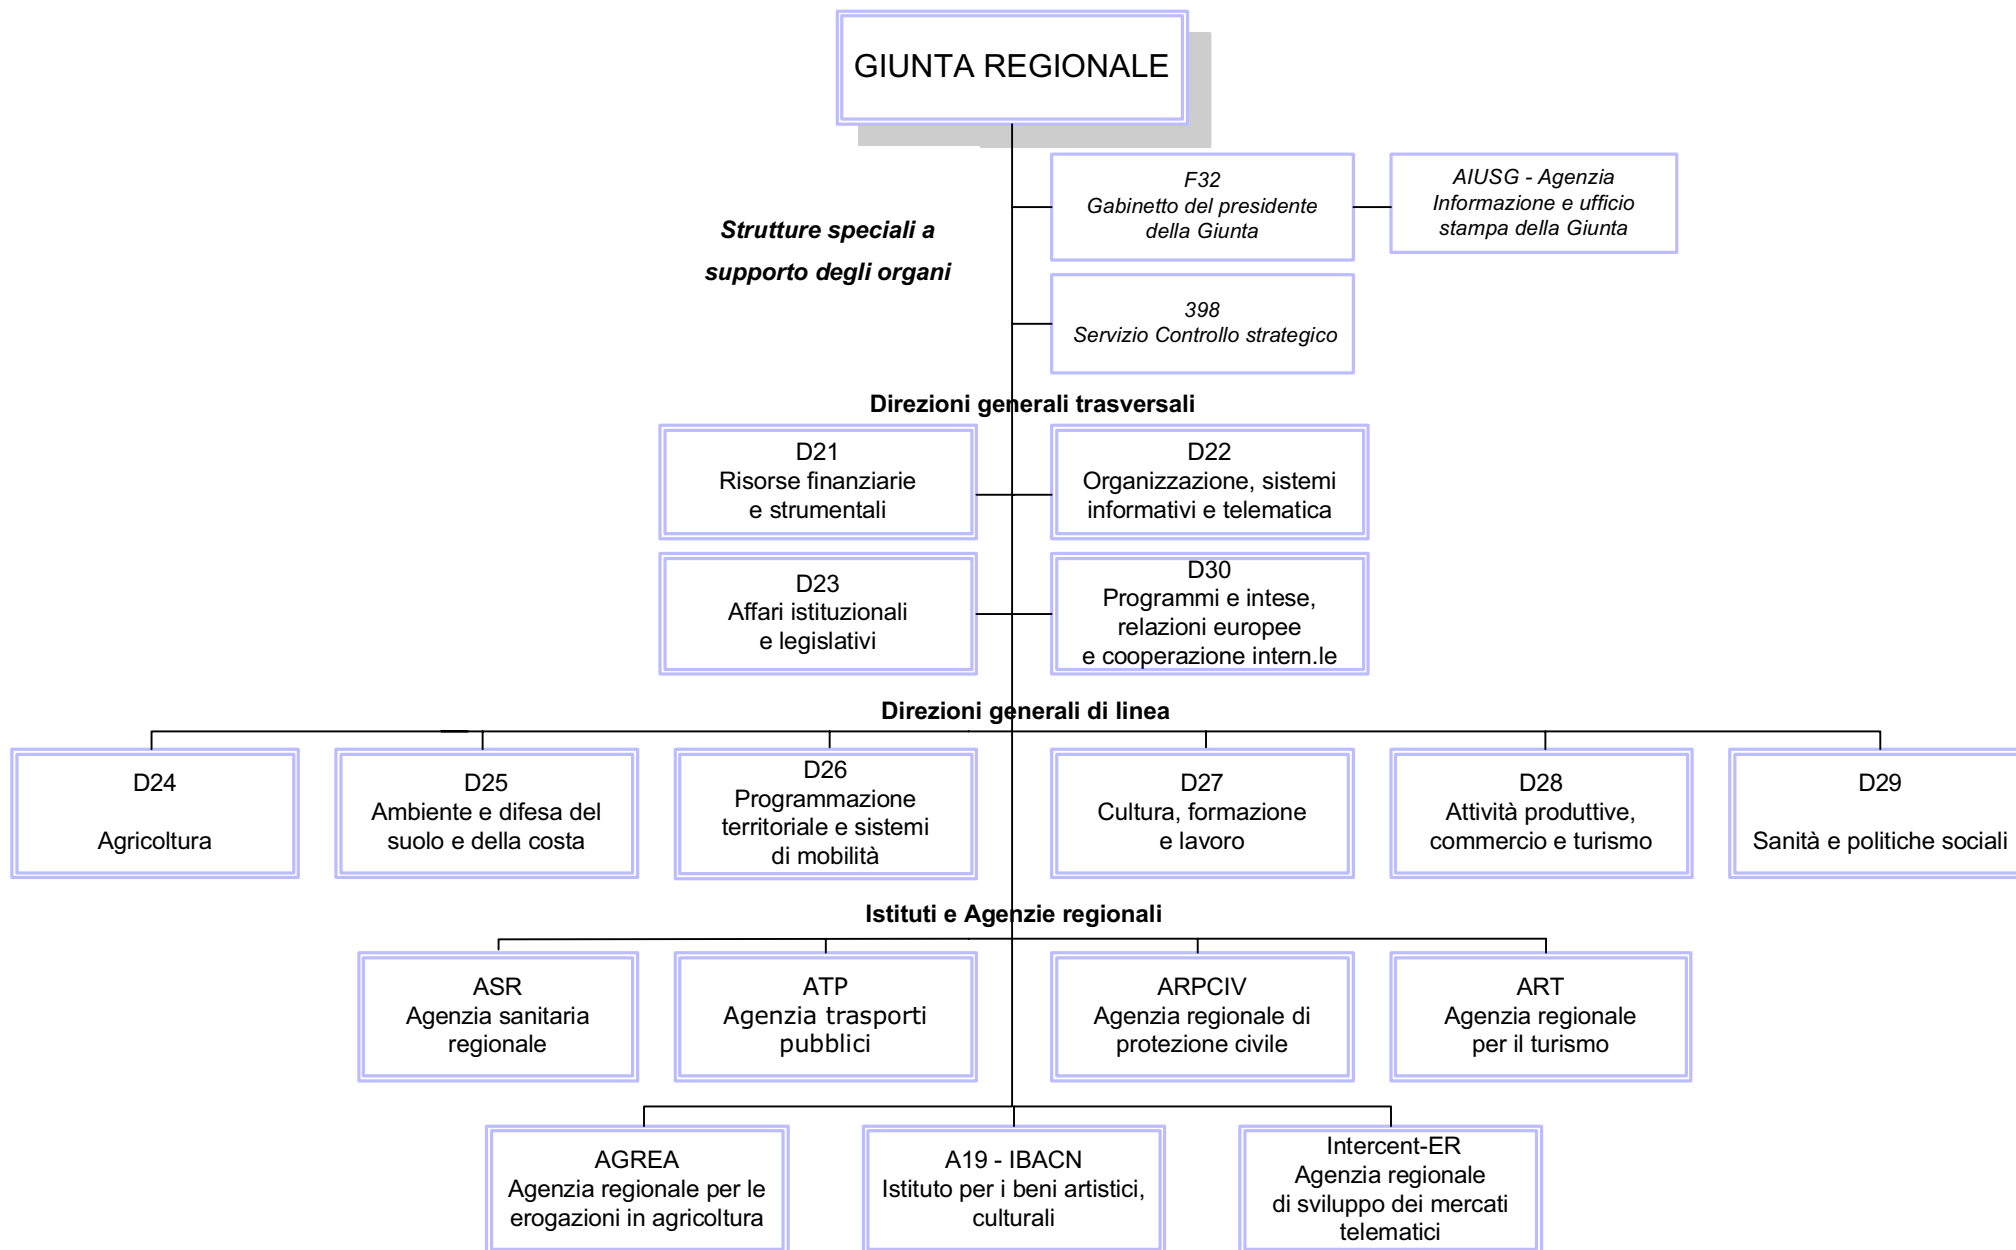 GIUNTA REGIONALE
F32
Gabinetto del presidente
della Giunta
AIUSG - Agenzia
Informazione e ufficio
stampa della Giunta
Strutture speciali a
supporto degli organi
398
Servizio Controllo strategico
Direzioni generali trasversali
D21
Risorse finanziarie
e strumentali
D22
Organizzazione, sistemi
informativi e telematica
D23
Affari istituzionali
e legislativi
D30
Programmi e intese,
relazioni europee
e cooperazione intern.le
Direzioni generali di linea
D24
Agricoltura
D25
Ambiente e difesa del
suolo e della costa
D26
Programmazione
territoriale e sistemi
di mobilità
D27
Cultura, formazione
e lavoro
D28
Attività produttive,
commercio e turismo
D29
Sanità e politiche sociali
Istituti e Agenzie regionali
ASR
Agenzia sanitaria
regionale
ATP
Agenzia trasporti
pubblici
ARPCIV
Agenzia regionale di
protezione civile
ART
Agenzia regionale
per il turismo
AGREA
Agenzia regionale per le
erogazioni in agricoltura
A19 - IBACN
Istituto per i beni artistici,
culturali
Intercent-ER
Agenzia regionale
di sviluppo dei mercati
telematici